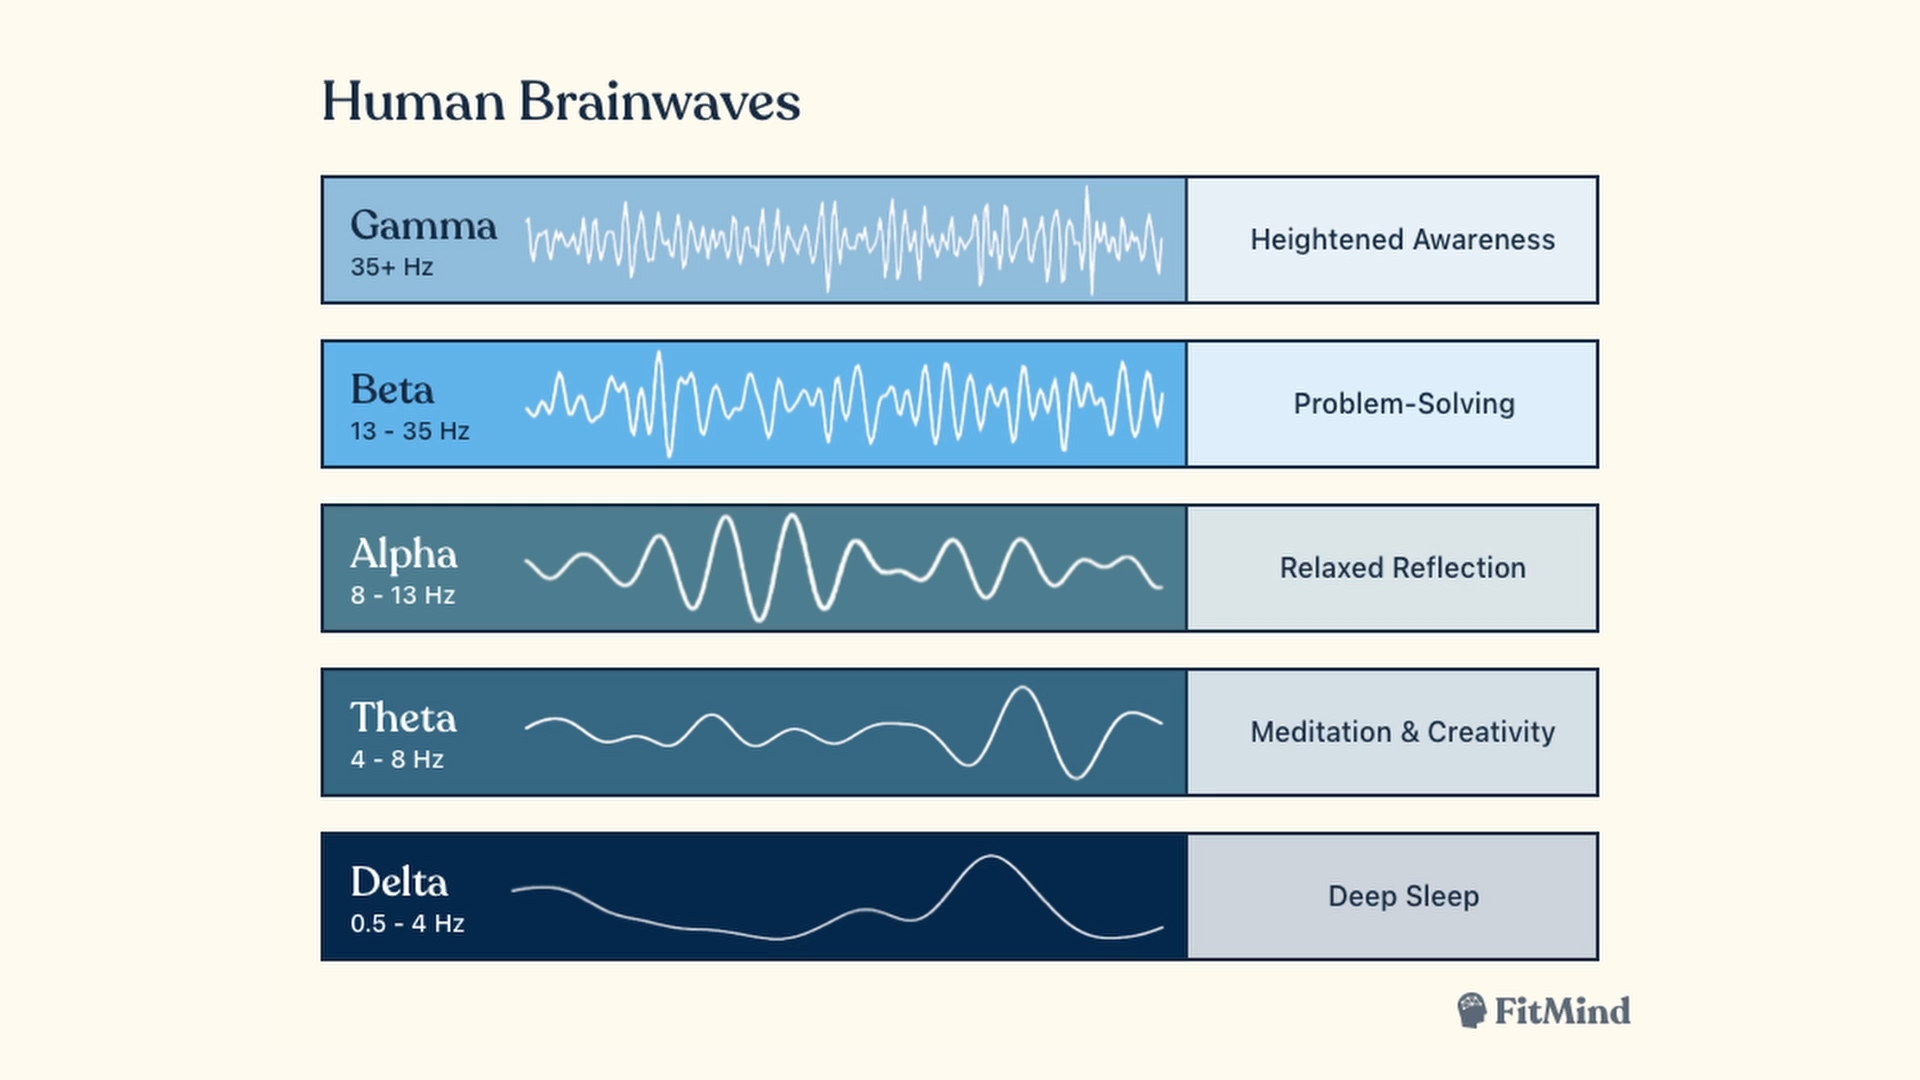 Human Brainwaves
Gamma
35+ Hz
Heightened Awareness
Beta
13 - 35 Hz
Problem-Solving
Alpha
8 - 13 Hz
Relaxed Reflection
Theta
4 - 8 Hz
Meditation & Creativity
Delta
0.5 - 4 Hz
Deep Sleep
FitMind